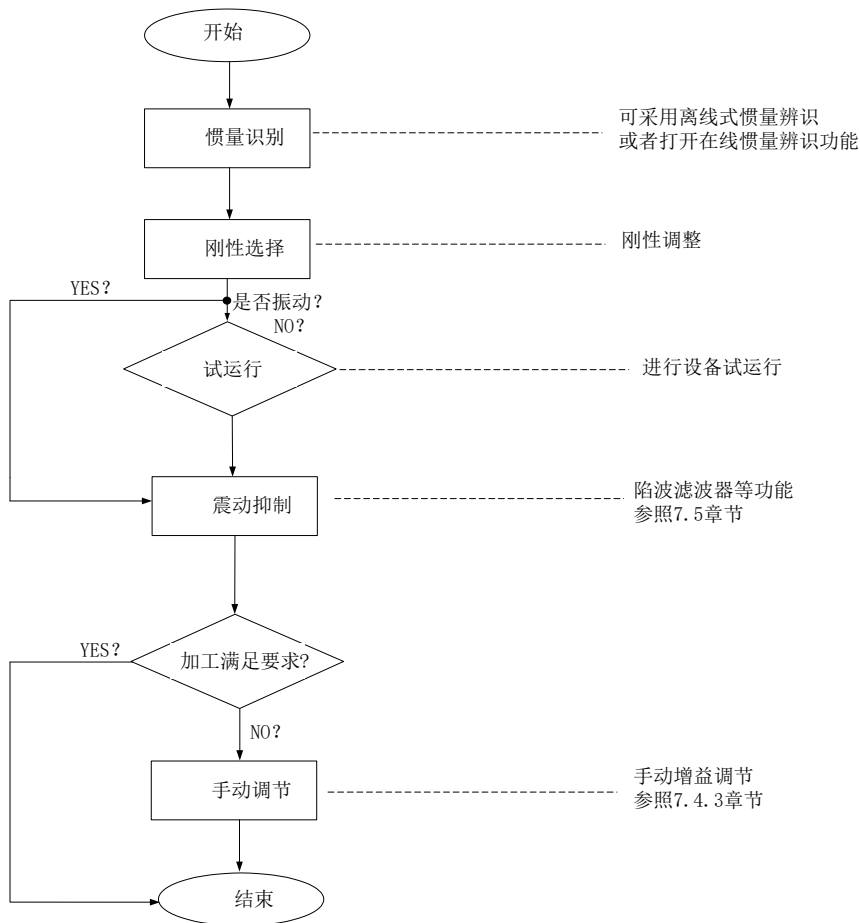 开始
惯量识别
可采用离线式惯量辨识
或者打开在线惯量辨识功能
刚性选择
刚性调整
YES?
是否振动?
NO?
试运行
进行设备试运行
震动抑制
陷波滤波器等功能
参照7.5章节
YES?
加工满足要求?
NO?
手动调节
手动增益调节
参照7.4.3章节
结束